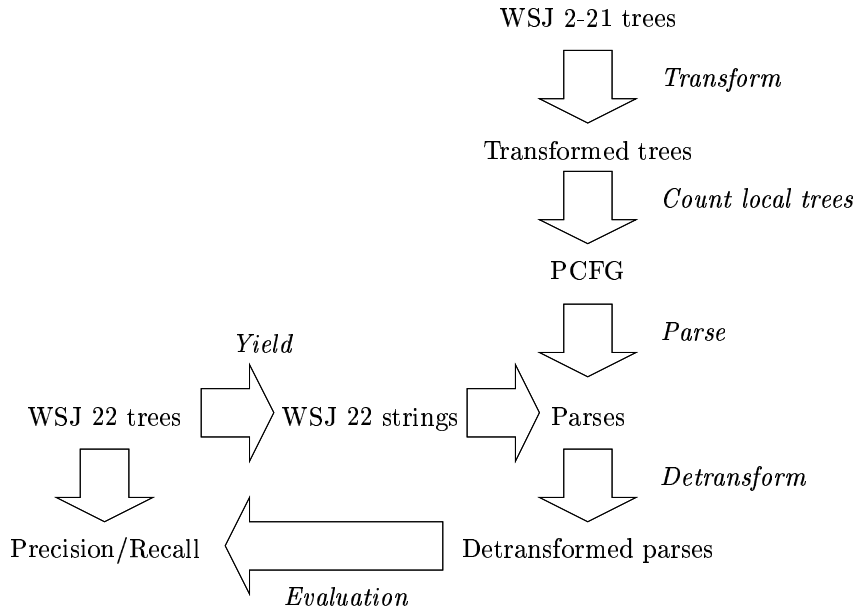 WSJ 2-21 trees
Transform
Transformed trees
Count local trees
PCFG
Parse
Yield
WSJ 22 trees
WSJ 22 strings
Parses
Detransform
Precision/Recall
Detransformed parses
Evaluation